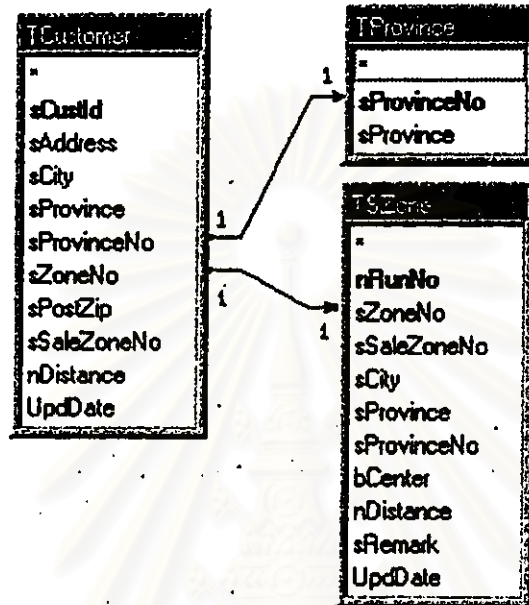 TCustomer
*
sCustId
sAddress
sCity
sProvince
sProvinceNo
sZoneNo
sPostZip
sSaleZoneNo
nDistance
UpdDate
1
1
TProvince
*
sProvinceNo
sProvince
1
1
TSZone
*
nRunNo
sZoneNo
sSaleZoneNo
sCity
sProvince
sProvinceNo
bCenter
nDistance
sRemark
UpdDate